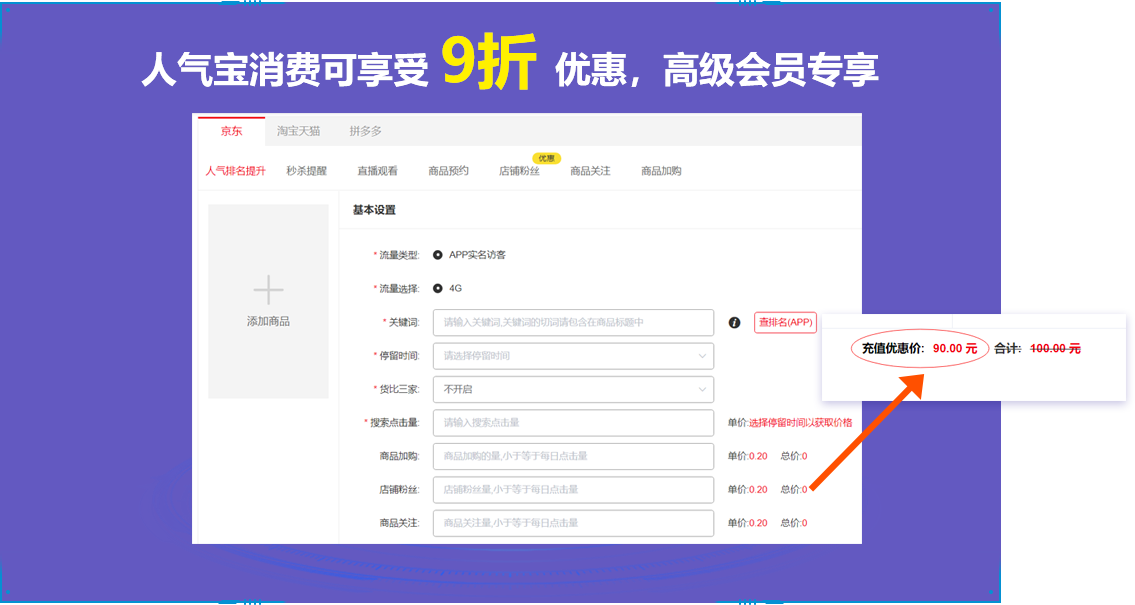 人气宝消费可享受 9折 优惠，高级会员专享
京东 淘宝天猫 拼多多
优惠
人气排名提升 秒杀提醒 直播观看 商品预约 店铺粉丝 商品关注 商品加购
基本设置
* 流量类型: APP实名访客
* 流量选择: 4G
* 关键词: 请输入关键词,关键词的切词请包含在商品标题中 查排名(APP)
添加商品
充值优惠价: 90.00 元 合计: 100.00 元
* 停留时间: 请选择停留时间
* 货比三家: 不开启
* 搜索点击量: 请输入搜索点击量 单价:选择停留时间以获取价格
商品加购: 商品加购的量,小于等于每日点击量 单价:0.20 总价:0
店铺粉丝: 店铺粉丝量,小于等于每日点击量 单价:0.20 总价:0
商品关注: 商品关注量,小于等于每日点击量 单价:0.20 总价:0